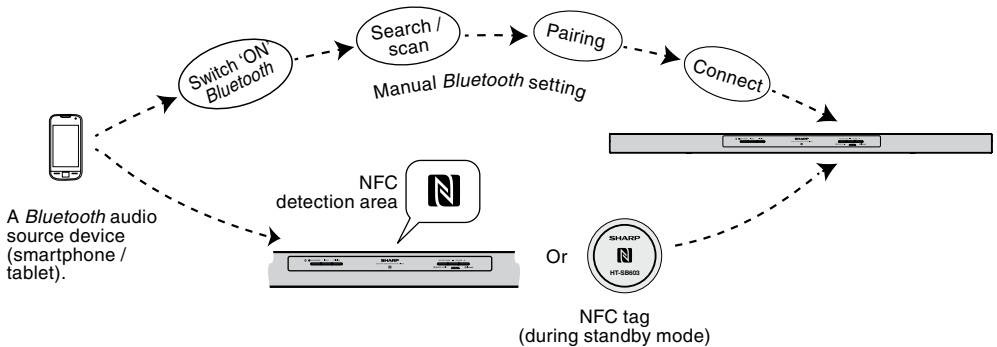 Switch ‘ON’
Bluetooth
Search /
scan
Pairing
Connect
Manual Bluetooth setting
A Bluetooth audio
source device
(smartphone /
tablet).
NFC
detection area
SHARP
Or
SHARP
HT-SB603
NFC tag
(during standby mode)
SHARP